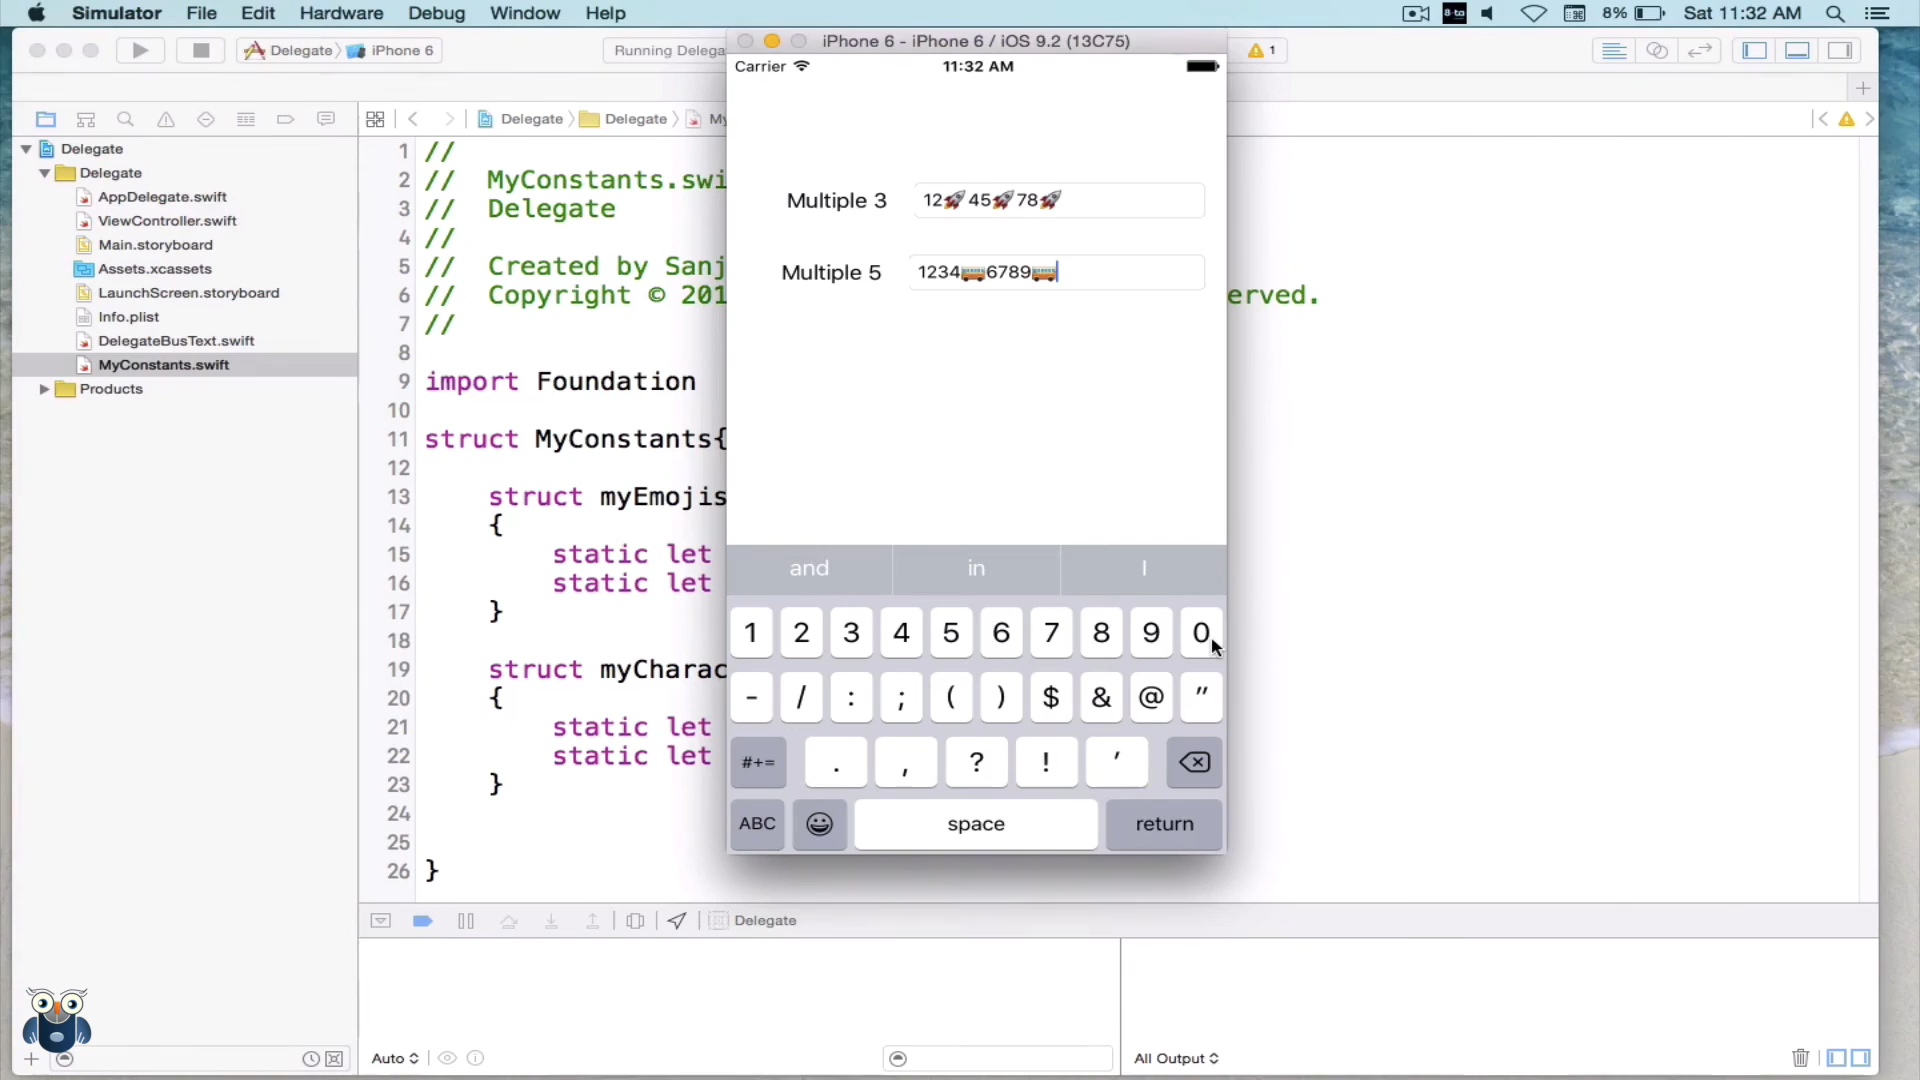 Simulator File Edit Hardware Debug Window Help 8-to 8% Sat 11:32 AM
Delegate iPhone 6 Running Delega 1
iPhone 6 - iPhone 6 / iOS 9.2 (13C75)
Carrier 11:32 AM
Delegate Delegate My
Delegate
Delegate
AppDelegate.swift
ViewController.swift
Main.storyboard
Assets.xcassets
LaunchScreen.storyboard
Info.plist
DelegateBusText.swift
MyConstants.swift
Products
1 //
2 // MyConstants.swi
3 // Delegate
4 //
5 // Created by Sanj
6 // Copyright © 201 erved.
7 //
8
9 import Foundation
10
11 struct MyConstants{
12
13 struct myEmojis
14 {
15 static let
16 static let
17 }
18
19 struct myCharac
20 {
21 static let
22 static let
23 }
24
25
26 }
Multiple 3 12🚀45🚀78🚀
Multiple 5 1234🚌6789🚌
and in I
1 2 3 4 5 6 7 8 9 0
- / : ; ( ) $ & @ "
#+= . , ? ! '
ABC space return
Delegate
Auto All Output